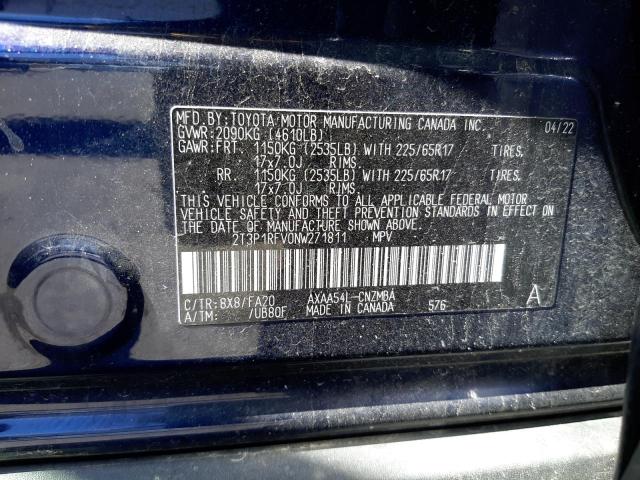 MFD.BY:TOYOTA MOTOR MANUFACTURING CANADA INC. 04/22
GVWR:2090KG (4610LB)
GAWR:FRT. 1150KG (2535LB) WITH 225/65R17 TIRES,
17x7.0J RIMS,
RR. 1150KG (2535LB) WITH 225/65R17 TIRES,
17x7.0J RIMS.
THIS VEHICLE CONFORMS TO ALL APPLICABLE FEDERAL MOTOR
VEHICLE SAFETY AND THEFT PREVENTION STANDARDS IN EFFECT
ON THE DATE OF MANUFACTURE SHOWN ABOVE.
2T3P1RFV0NW271811 MPV
C/TR:8X8/FA20 AXAA54L-CNZMBA A
A/TM: /UB80F MADE IN CANADA 576